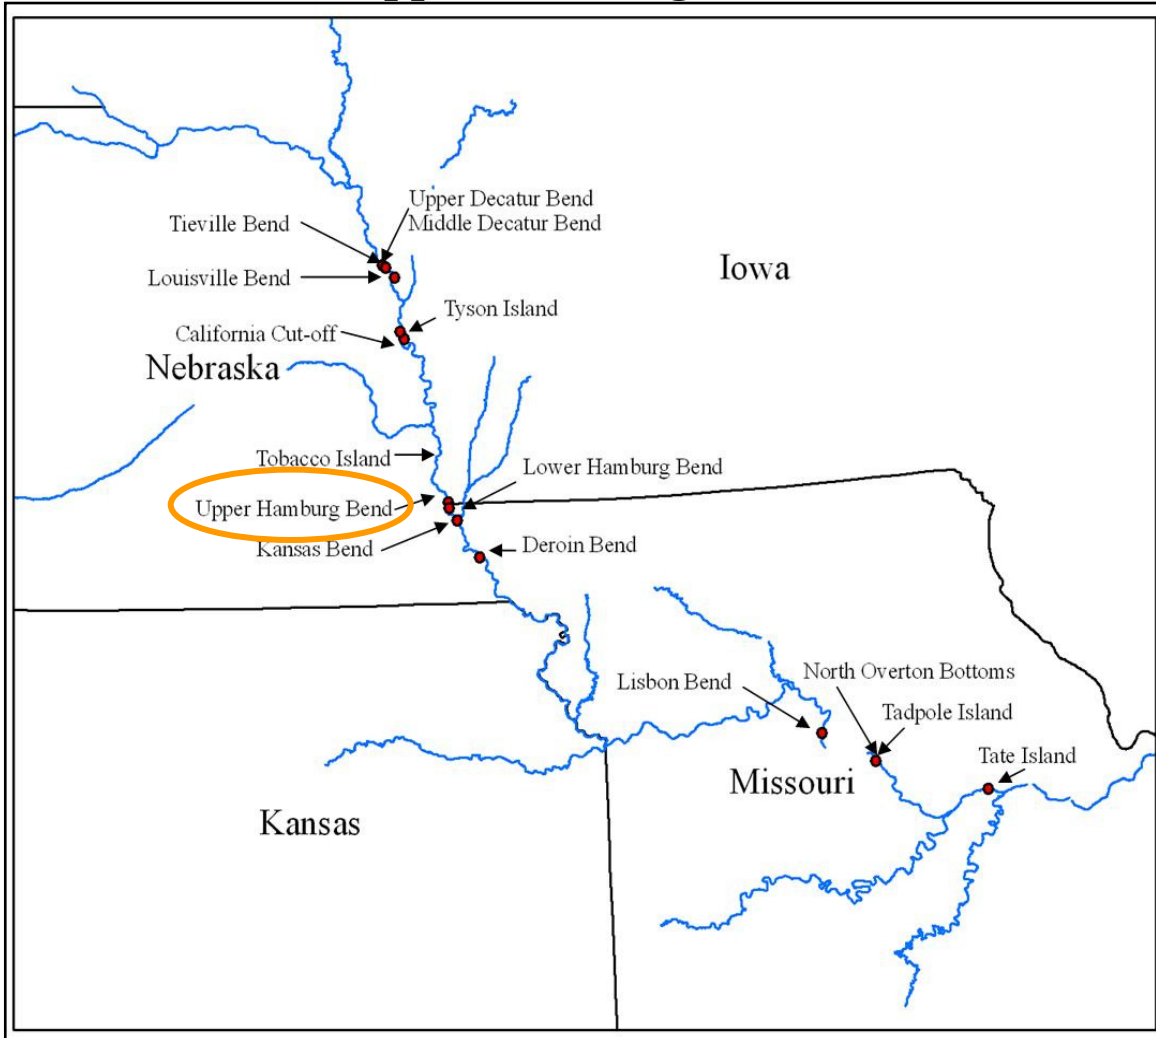 Upper Decatur Bend
Middle Decatur Bend
Tieville Bend
Iowa
Louisville Bend
Tyson Island
California Cut-off
Nebraska
Tobacco Island
Lower Hamburg Bend
Upper Hamburg Bend
Kansas Bend
Deroin Bend
North Overton Bottoms
Lisbon Bend
Tadpole Island
Tate Island
Missouri
Kansas